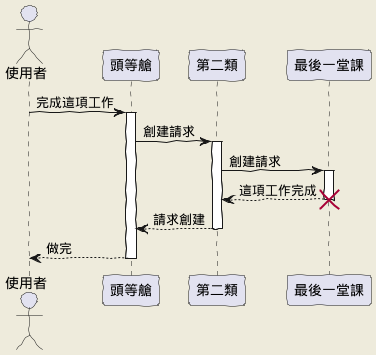 使用者
頭等艙
第二類
最後一堂課
完成這項工作
創建請求
創建請求
這項工作完成
請求創建
做完
使用者
頭等艙
第二類
最後一堂課